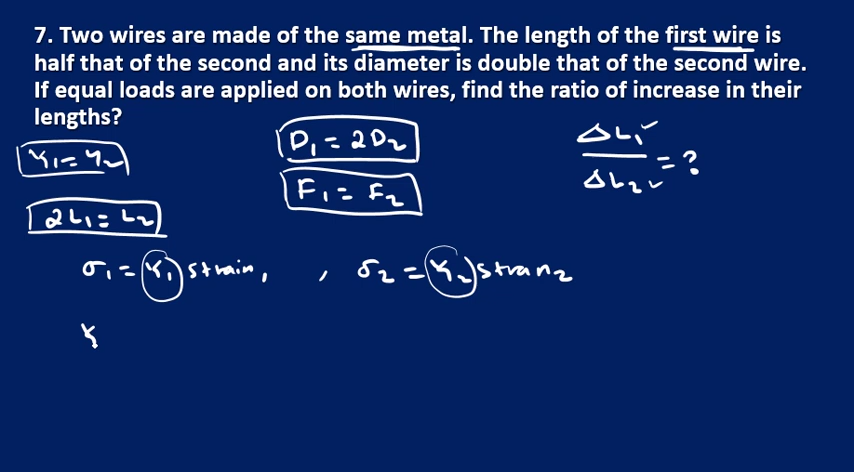 7. Two wires are made of the same metal. The length of the first wire is
half that of the second and its diameter is double that of the second wire.
If equal loads are applied on both wires, find the ratio of increase in their
lengths?
Y₁ = Y₂
D₁ = 2D₂
F₁ = F₂
ΔL₁ / ΔL₂ = ?
2L₁ = L₂
σ₁ = Y₁ strain₁ , σ₂ = Y₂ stran₂
Y